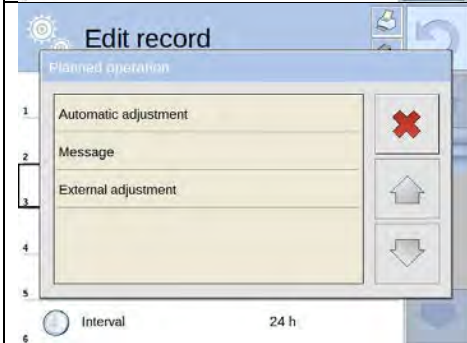 Edit record
Planned operation
1
Automatic adjustment
2
Message
3
External adjustment
4
5
Interval 24 h
6